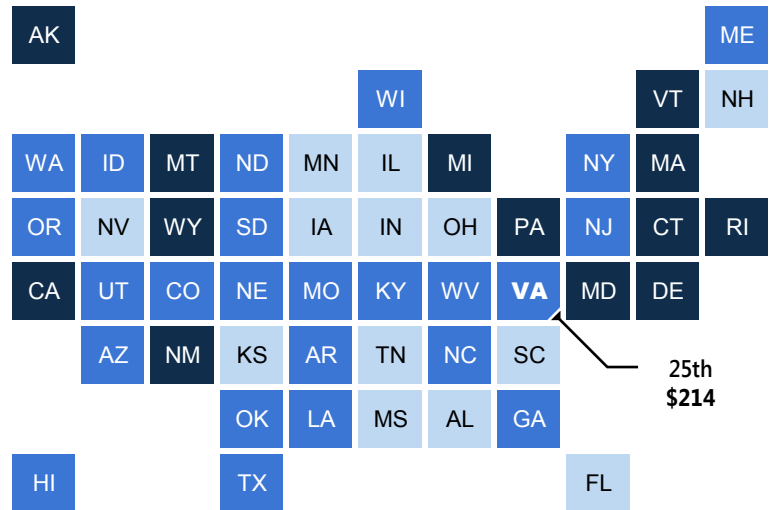 AK ME
WI VT NH
WA ID MT ND MN IL MI NY MA
OR NV WY SD IA IN OH PA NJ CT RI
CA UT CO NE MO KY WV VA MD DE
AZ NM KS AR TN NC SC
25th
$214
OK LA MS AL GA
HI TX FL